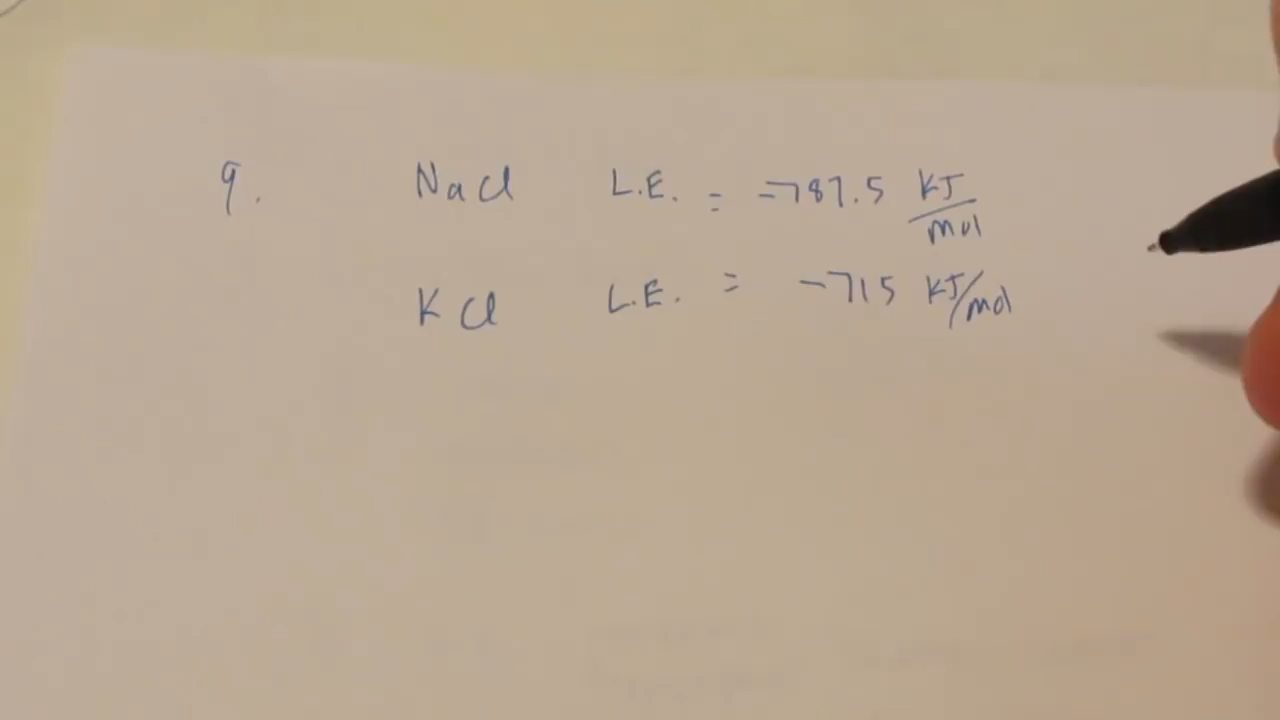 9. NaCl L.E. = -787.5 kJ/mol
KCl L.E. = -715 kJ/mol